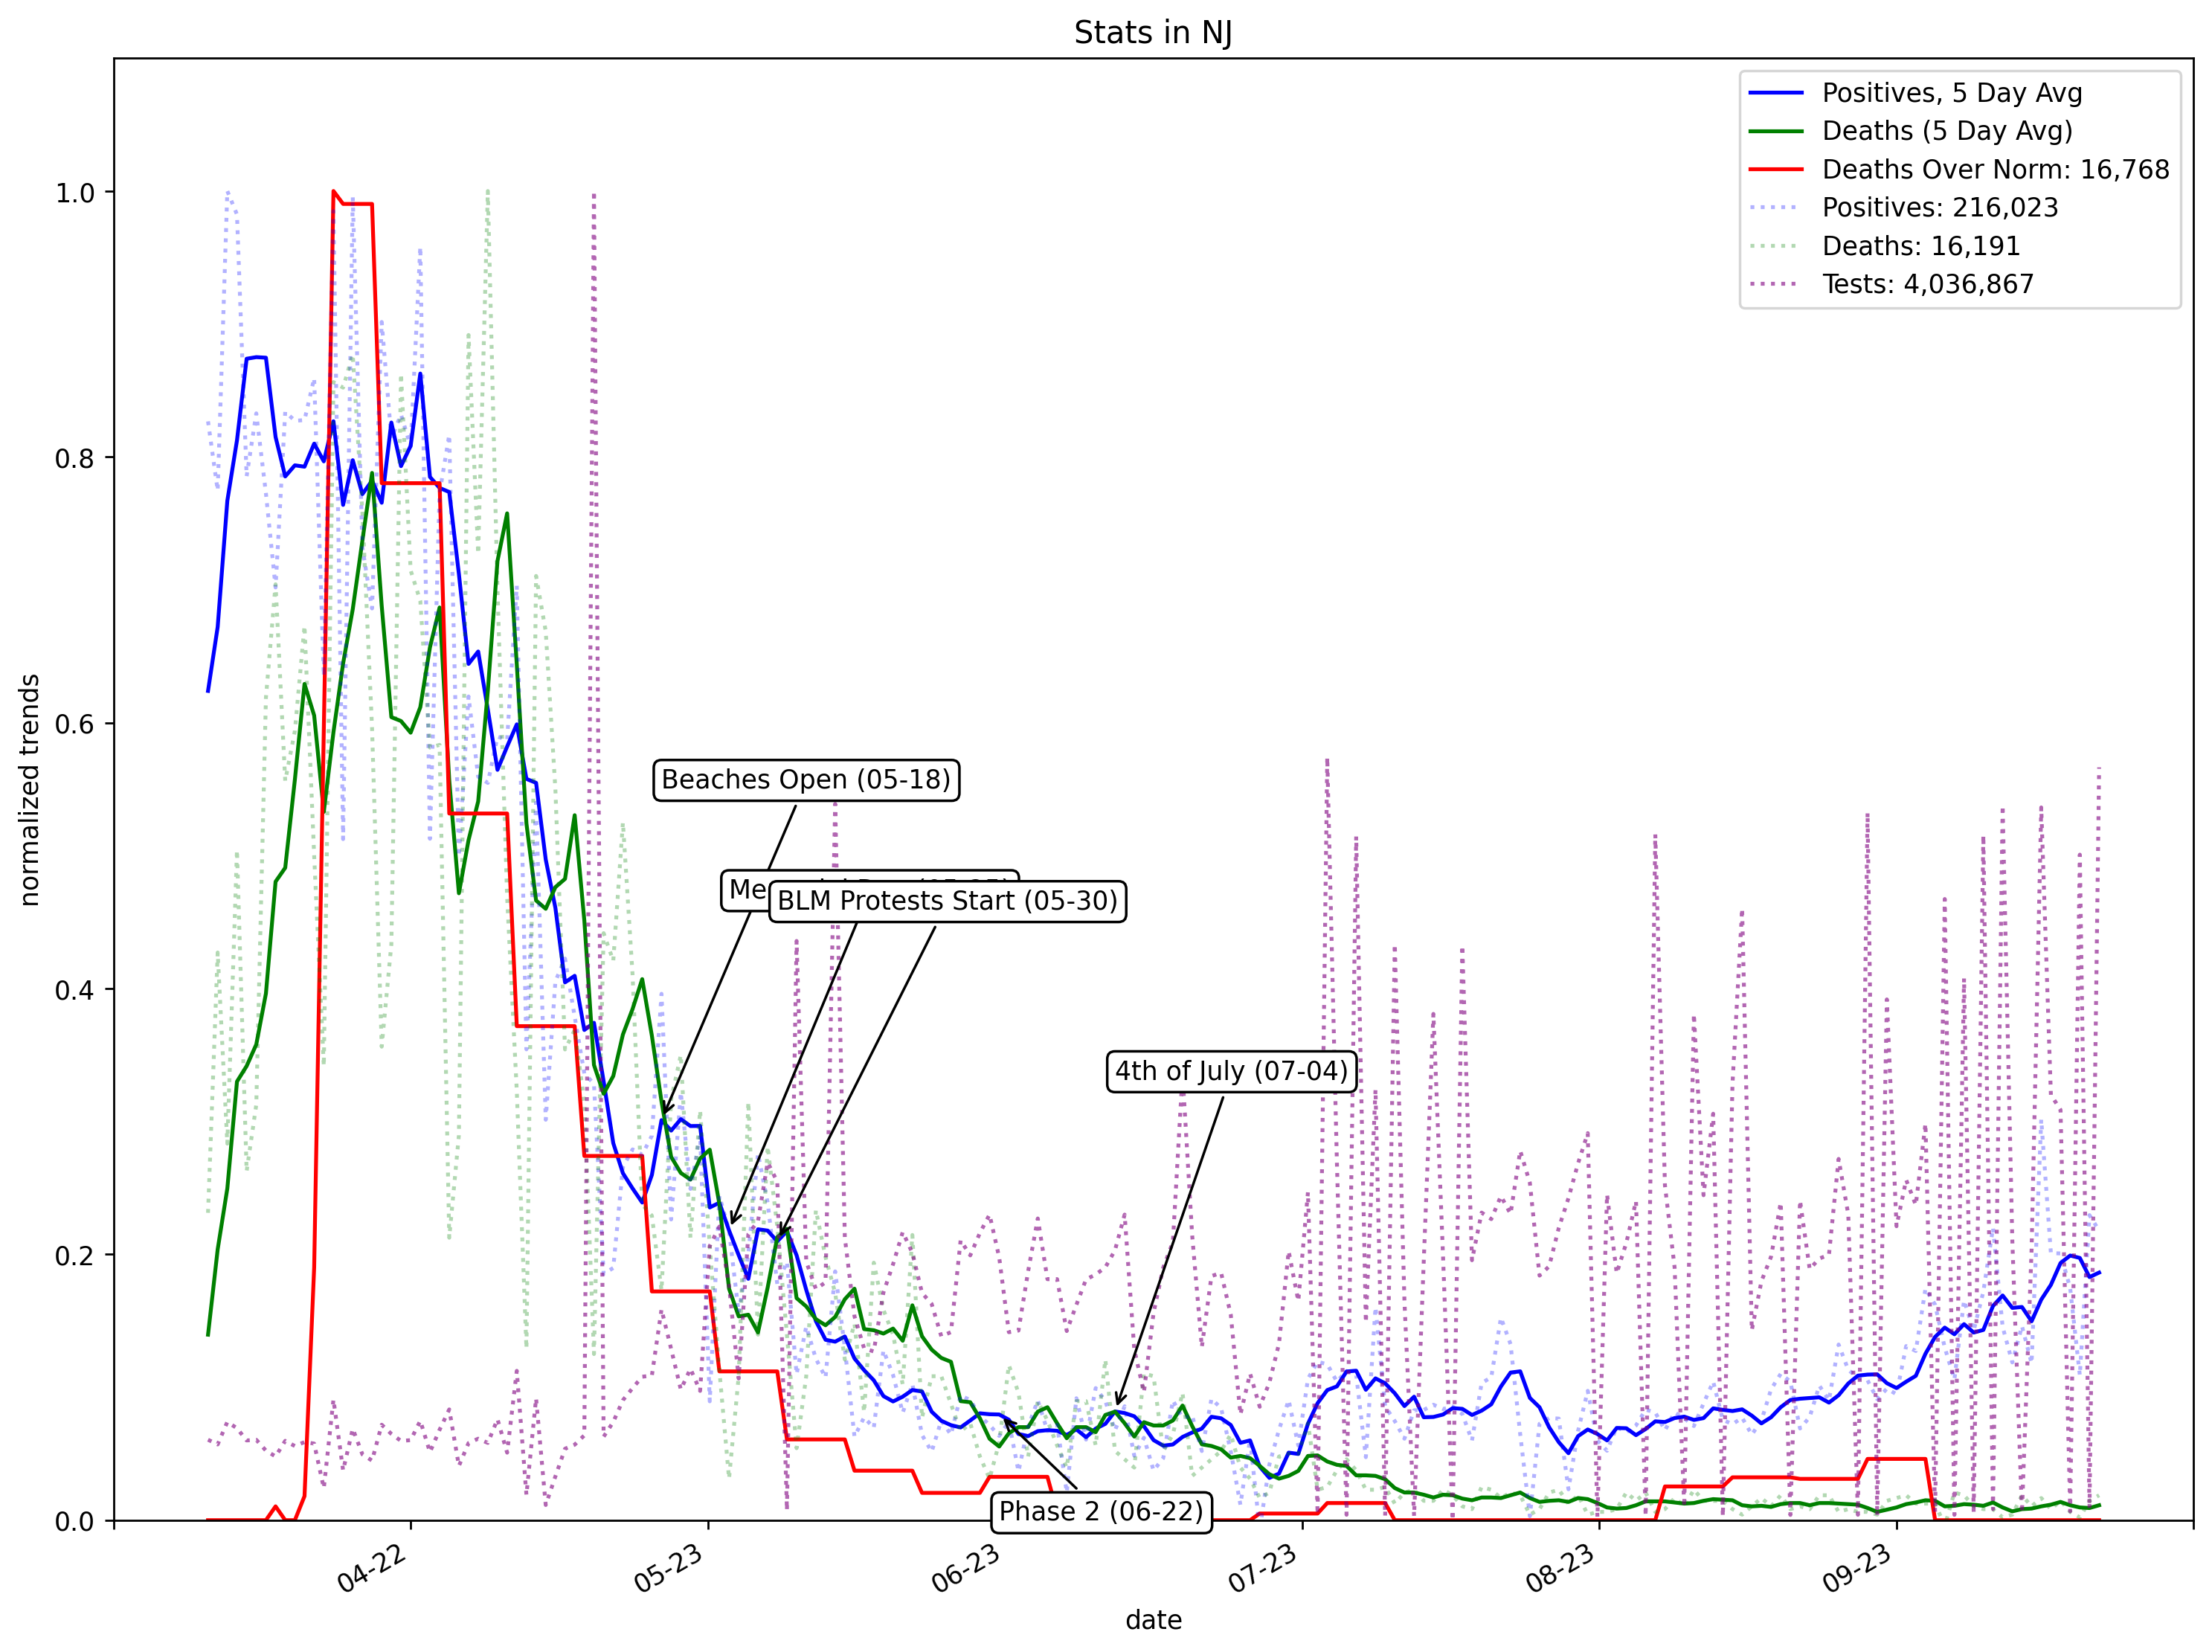 Stats in NJ
Positives, 5 Day Avg
Deaths (5 Day Avg)
Deaths Over Norm: 16,768
Positives: 216,023
Deaths: 16,191
Tests: 4,036,867
1.0
0.8
0.6
0.4
0.2
0.0
normalized trends
Beaches Open (05-18)
BLM Protests Start (05-30)
4th of July (07-04)
Phase 2 (06-22)
04-22
05-23
06-23
07-23
08-23
09-23
date